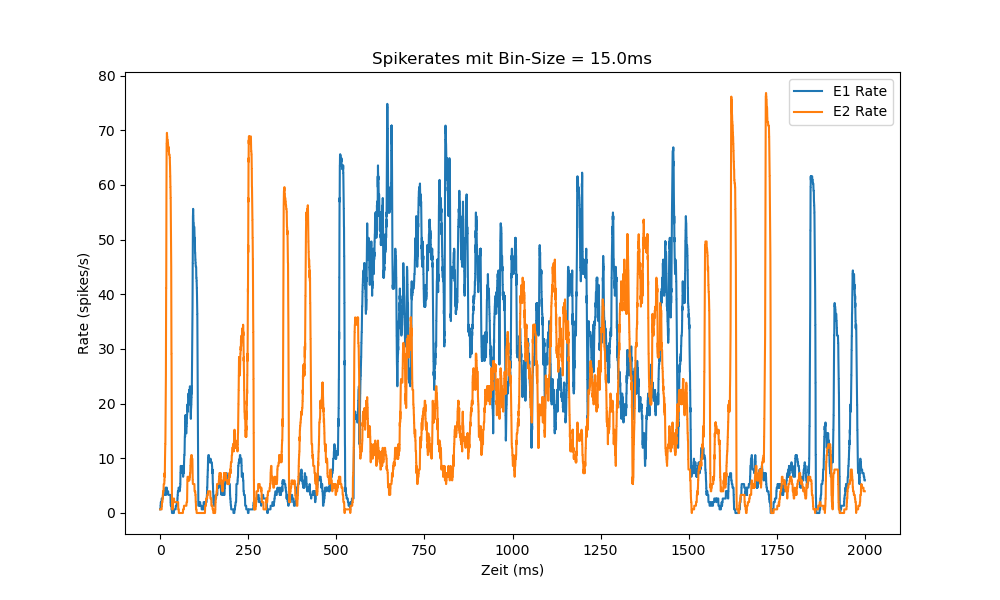 Spikerates mit Bin-Size = 15.0ms
E1 Rate
E2 Rate
Rate (spikes/s)
80
70
60
50
40
30
20
10
0
0 250 500 750 1000 1250 1500 1750 2000
Zeit (ms)